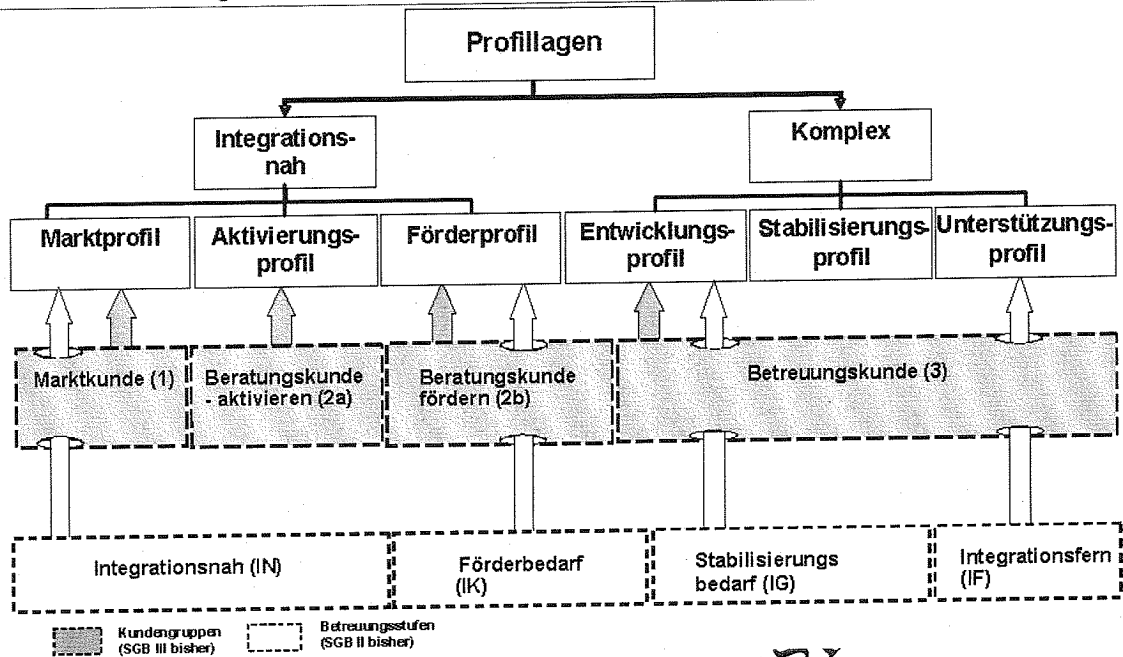 Profillagen
Integrations-
nah
Komplex
Marktprofil
Aktivierungs-
profil
Förderprofil
Entwicklungs-
profil
Stabilisierungs-
profil
Unterstützungs-
profil
Marktkunde (1)
Beratungskunde
- aktivieren (2a)
Beratungskunde
fördern (2b)
Betreuungskunde (3)
Integrationsnah (IN)
Förderbedarf
(IK)
Stabilisierungs
bedarf (IG)
Integrationsfern
(IF)
Kundengruppen
(SGB III bisher)
Betreuungsstufen
(SGB II bisher)